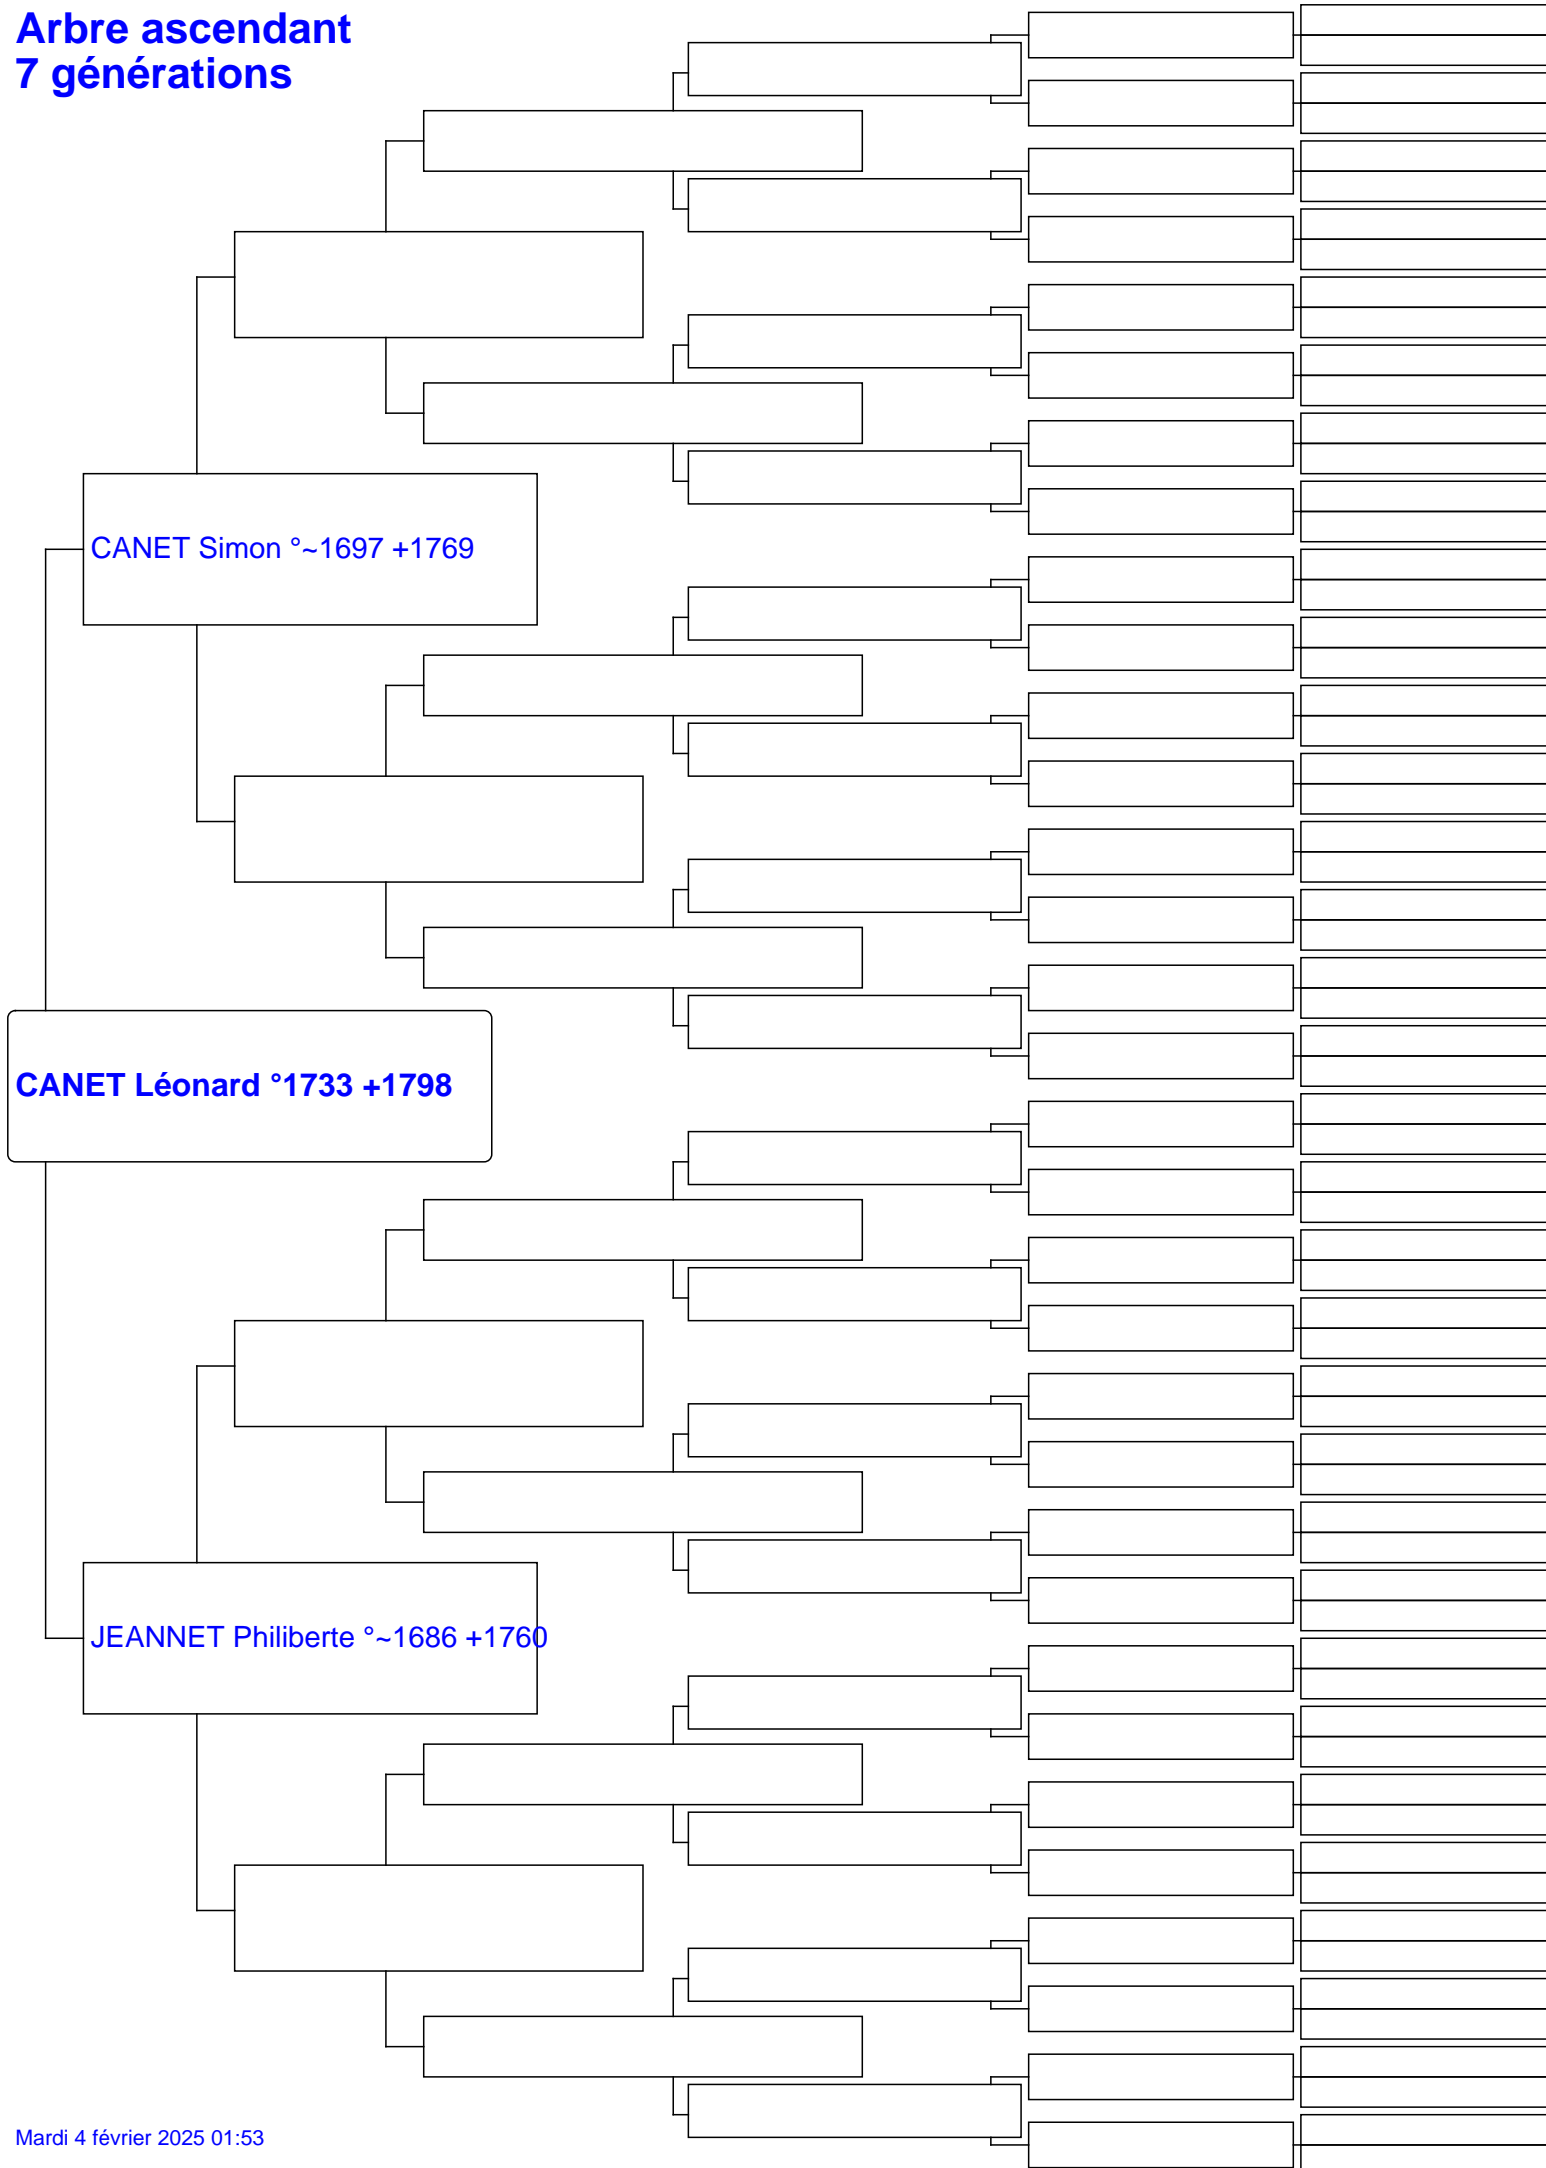 Arbre ascendant
7 générations
CANET Simon °~1697 +1769
CANET Léonard °1733 +1798
JEANNET Philiberte °~1686 +1760
Mardi 4 février 2025 01:53